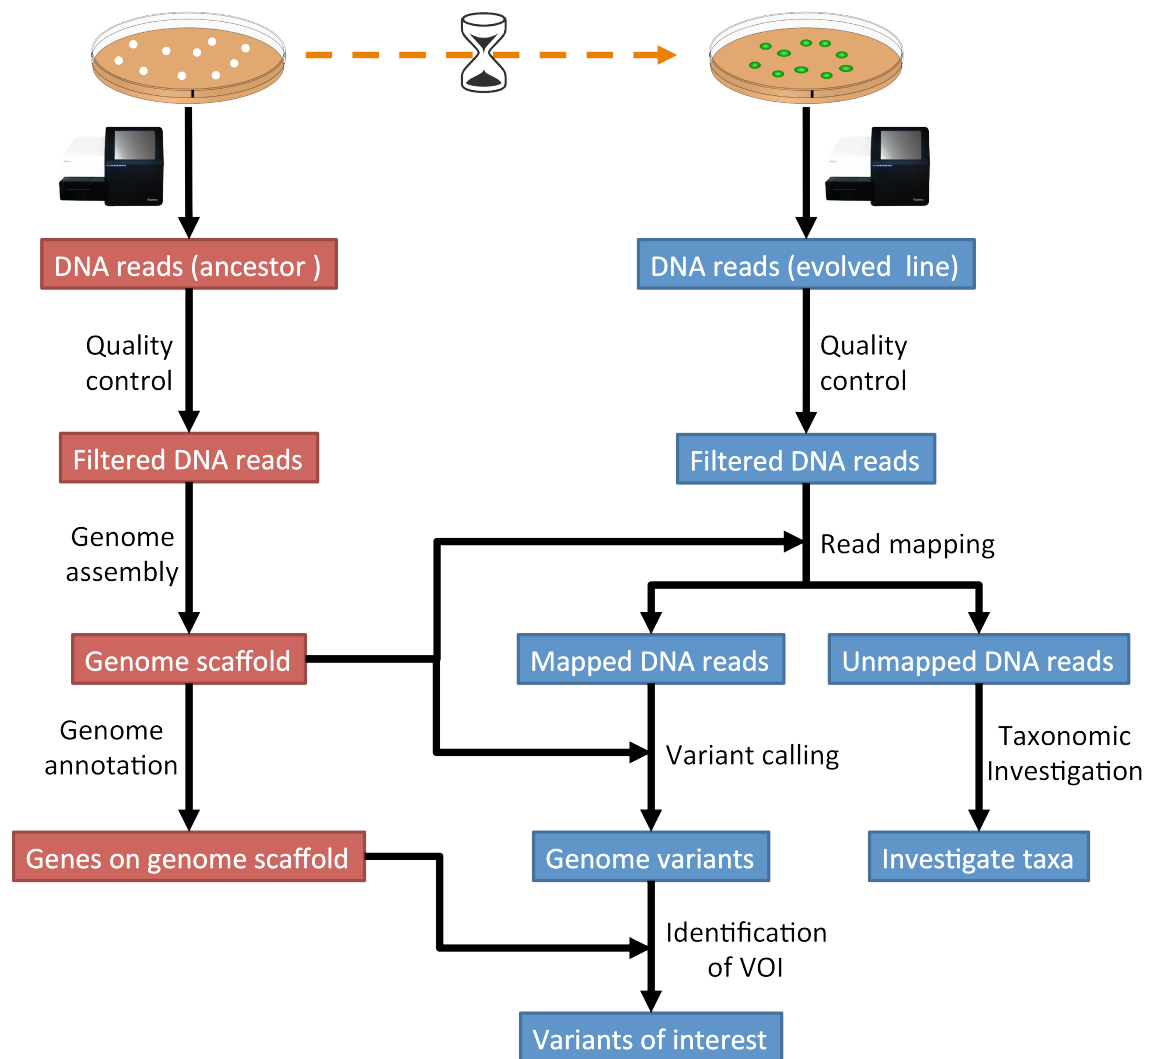 DNA reads (ancestor )
DNA reads (evolved  line)
Quality
control
Quality
control
Filtered DNA reads
Filtered DNA reads
Genome
assembly
Read mapping
Genome scaffold
Mapped DNA reads
Unmapped DNA reads
Genome
annotation
Variant calling
Taxonomic
Investigation
Genes on genome scaffold
Genome variants
Investigate taxa
Identification
of VOI
Variants of interest